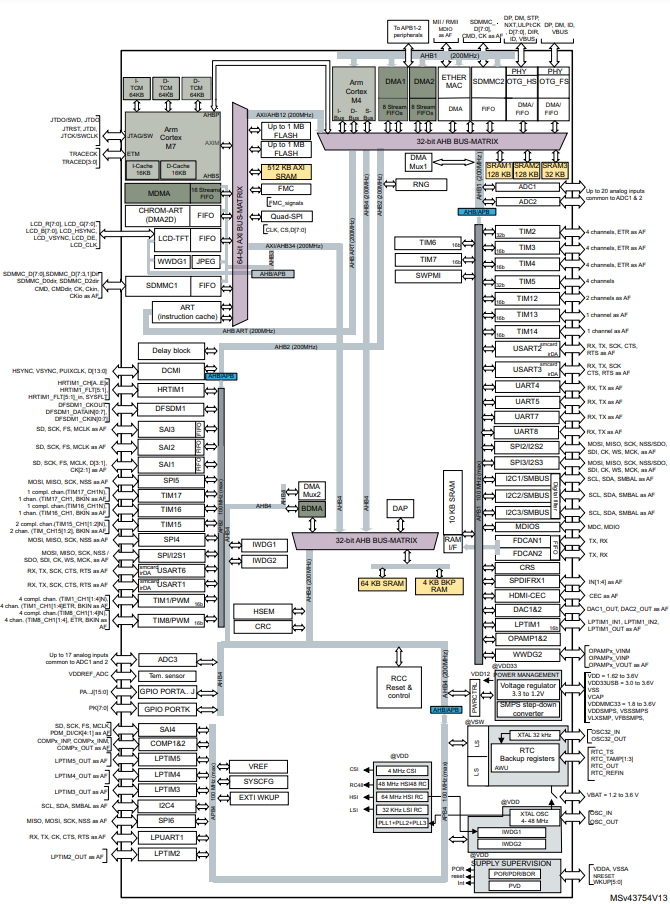 To APB1-2
peripherals
MII / RMII
MDIO
as AF
SDMMC_
D[7:0],
CMD, CK as AF
DP, DM, STP,
NXT,ULPI:CK
, D[7:0], DIR,
ID, VBUS
DP, DM, ID,
VBUS
AHB1 (200MHz)
I-
TCM
64KB
D-
TCM
64KB
D-
TCM
64KB
Arm
Cortex
M4
I-
Bus
D-
Bus
S-
Bus
DMA1
8 Stream
FIFOs
DMA2
8 Stream
FIFOs
ETHER
MAC
DMA
SDMMC2
FIFO
PHY
OTG_HS
DMA/
FIFO
PHY
OTG_FS
DMA/
FIFO
AHBP
AXI/AHB12 (200MHz)
JTDO/SWD, JTDO
JTRST, JTDI,
JTCK/SWCLK
JTAG/SW
Arm
Cortex
M7
AXIM
TRACECK
TRACED[3:0]
ETM
I-Cache
16KB
D-Cache
16KB
AHBS
MDMA
16 Stream
FIFO
CHROM-ART
(DMA2D)
FIFO
LCD_R[7:0], LCD_G[7:0],
LCD_B[7:0], LCD_HSYNC,
LCD_VSYNC, LCD_DE,
LCD_CLK
LCD-TFT
FIFO
WWDG1
JPEG
SDMMC_D[7:0],SDMMC_D[7:3,1]Dir
SDMMC_D0dir, SDMMC_D2dir
CMD, CMDdir, CK, Ckin,
CKio as AF
SDMMC1
FIFO
64-bit AXI BUS-MATRIX
Up to 1 MB
FLASH
Up to 1 MB
FLASH
512 KB AXI
SRAM
FMC
FMC_signals
Quad-SPI
CLK, CS,D[7:0]
AXI/AHB34 (200MHz)
AHB3
AHB/APB
ART
(instruction cache)
AHB ART (200MHz)
32-bit AHB BUS-MATRIX
DMA
Mux1
RNG
AHB1 (200MHz)
SRAM1
128 KB
SRAM2
128 KB
SRAM3
32 KB
ADC1
ADC2
Up to 20 analog inputs
common to ADC1 & 2
AHB/APB
AHB ART (200MHz)
AHB4 (200MHz)
AHB2 (200MHz)
TIM6
16b
TIM7
16b
SWPMI
TIM2
32b
4 channels, ETR as AF
TIM3
16b
4 channels, ETR as AF
TIM4
16b
4 channels, ETR as AF
TIM5
32b
4 channels
TIM12
16b
2 channels as AF
TIM13
16b
1 channel as AF
TIM14
16b
1 channel as AF
USART2
smcard
irDA
RX, TX, SCK, CTS,
RTS as AF
USART3
smcard
irDA
RX, TX, SCK
CTS, RTS as AF
UART4
RX, TX as AF
UART5
RX, TX as AF
UART7
RX, TX as AF
UART8
RX, TX as AF
SPI2/I2S2
MOSI, MISO, SCK, NSS/SDO,
SDI, CK, WS, MCK, as AF
SPI3/I2S3
MOSI, MISO, SCK, NSS/SDO,
SDI, CK, WS, MCK, as AF
I2C1/SMBUS
SCL, SDA, SMBAL as AF
I2C2/SMBUS
SCL, SDA, SMBAL as AF
I2C3/SMBUS
SCL, SDA, SMBAL as AF
Digital filter
MDIOS
MDC, MDIO
FDCAN1
TX, RX
FDCAN2
TX, RX
FIFO
CRS
SPDIFRX1
IN[1:4] as AF
HDMI-CEC
CEC as AF
DAC1&2
DAC1_OUT, DAC2_OUT as AF
LPTIM1
16b
LPTIM1_IN1, LPTIM1_IN2,
LPTIM1_OUT as AF
OPAMP1&2
OPAMPx_VINM
OPAMPx_VINP
OPAMPx_VOUT as AF
WWDG2
10 KB SRAM
RAM
I/F
APB1 100 MHz (max)
Delay block
HSYNC, VSYNC, PUIXCLK, D[13:0]
DCMI
AHB/APB
HRTIM1_CH[A..E]x
HRTIM1_FLT[5:1],
HRTIM1_FLT[5:1]_in, SYSFLT
HRTIM1
DFSDM1_CKOUT,
DFSDM1_DATAIN[0:7],
DFSDM1_CKIN[0:7]
DFSDM1
SD, SCK, FS, MCLK as AF
SAI3
FIFO
SD, SCK, FS, MCLK as AF
SAI2
FIFO
SD, SCK, FS, MCLK, D[3:1],
CK[2:1] as AF
SAI1
FIFO
MOSI, MISO, SCK, NSS as AF
SPI5
1 compl. chan.(TIM17_CH1N),
1 chan. (TIM17_CH1, BKIN as AF
TIM17
1 compl. chan.(TIM16_CH1N),
1 chan. (TIM16_CH1, BKIN as AF
TIM16
2 compl. chan.(TIM15_CH1[1:2]N),
2 chan. (TIM_CH15[1:2], BKIN as AF
TIM15
MOSI, MISO, SCK, NSS as AF
SPI4
MOSI, MISO, SCK, NSS /
SDO, SDI, CK, WS, MCK, as AF
SPI/I2S1
RX, TX, SCK, CTS, RTS as AF
USART6
smcard
irDA
RX, TX, SCK, CTS, RTS as AF
USART1
smcard
irDA
4 compl. chan. (TIM1_CH1[1:4]N),
4 chan. (TIM1_CH1[1:4]ETR, BKIN as AF
TIM1/PWM
16b
4 compl. chan.(TIM8_CH1[1:4]N),
4 chan. (TIM8_CH1[1:4], ETR, BKIN as
AF
TIM8/PWM
16b
APB2 100 MHz (max)
AHB4
DMA
Mux2
BDMA
DAP
32-bit AHB BUS-MATRIX
IWDG1
IWDG2
64 KB SRAM
4 KB BKP
RAM
HSEM
CRC
AHB4 (200MHz)
Up to 17 analog inputs
common to ADC1 and 2
ADC3
VDDREF_ADC
Tem. sensor
PA..J[15:0]
GPIO PORTA.. J
PK[7:0]
GPIO PORTK
AHB4
RCC
Reset &
control
AHB4 (200MHz)
AHB/APB
PWRCTRL
VDD12
@VDD33
POWER MANAGEMENT
Voltage regulator
3.3 to 1.2V
SMPS step-down
converter
VDD = 1.62 to 3.6V
VDD33USB = 3.0 to 3.6V
VSS
VCAP
VDDMMC33 = 1.8 to 3.6V
VDDSMPS, VSSSMPS
VLXSMP, VFBSMPS,
SD, SCK, FS, MCLK,
PDM_DI/CK[4:1] as AF
SAI4
COMPx_INP, COMPx_INM,
COMPx_OUT as AF
COMP1&2
LPTIM5_OUT as AF
LPTIM5
LPTIM4_OUT as AF
LPTIM4
LPTIM3_OUT as AF
LPTIM3
SCL, SDA, SMBAL as AF
I2C4
MISO, MOSI, SCK, NSS as AF
SPI6
RX, TX, CK, CTS, RTS as AF
LPUART1
LPTIM2_OUT as AF
LPTIM2
APB4 100 MHz (max)
VREF
SYSCFG
EXTI WKUP
@VDD
CSI
4 MHz CSI
RC48
48 MHz HSI48 RC
HSI
64 MHz HSI RC
LSI
32 KHz LSI RC
PLL1+PLL2+PLL3
APB4 100 MHz (max)
@VSW
LS
LS
XTAL 32 kHz
RTC
Backup registers
AWU
OSC32_IN
OSC32_OUT
RTC_TS
RTC_TAMP[1:3]
RTC_OUT
RTC_REFIN
VBAT = 1.2 to 3.6 V
@VDD
XTAL OSC
4- 48 MHz
IWDG1
IWDG2
OSC_IN
OSC_OUT
@VDD
SUPPLY SUPERVISION
POR
reset
Int
POR/PDR/BOR
PVD
VDDA, VSSA
NRESET
WKUP[5:0]
MSv43754V13